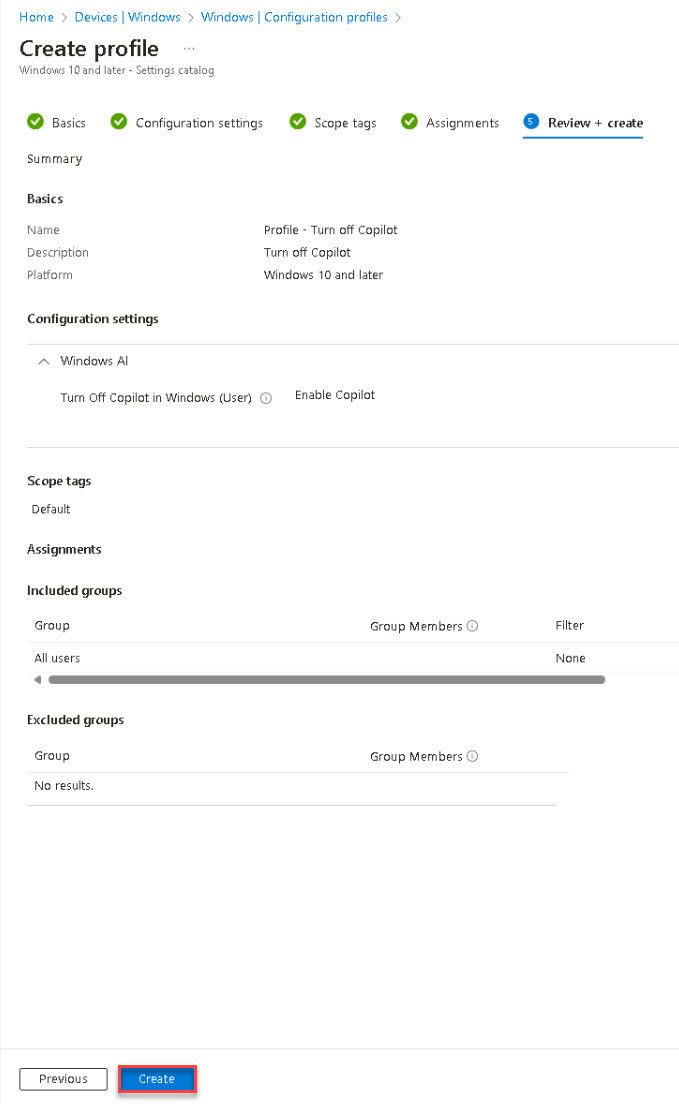 Home > Devices | Windows > Windows | Configuration profiles >
Create profile ...
Windows 10 and later - Settings catalog
Basics Configuration settings Scope tags Assignments 5 Review + create
Summary
Basics
Name Profile - Turn off Copilot
Description Turn off Copilot
Platform Windows 10 and later
Configuration settings
Windows AI
Turn Off Copilot in Windows (User) Enable Copilot
Scope tags
Default
Assignments
Included groups
Group Group Members Filter
All users None
Excluded groups
Group Group Members
No results.
Previous Create